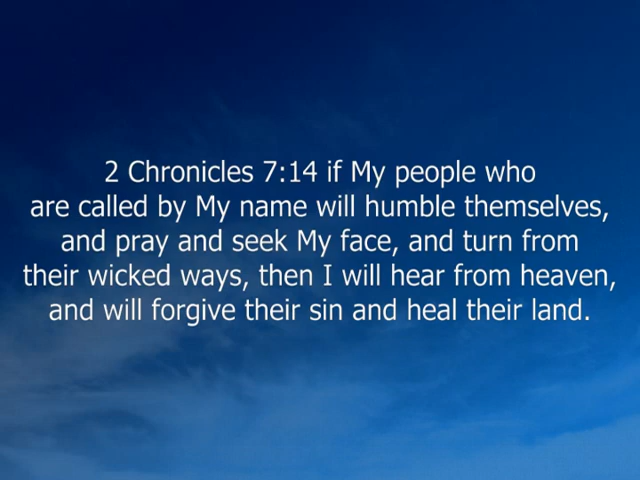 2 Chronicles 7:14 if My people who
are called by My name will humble themselves,
and pray and seek My face, and turn from
their wicked ways, then I will hear from heaven,
and will forgive their sin and heal their land.